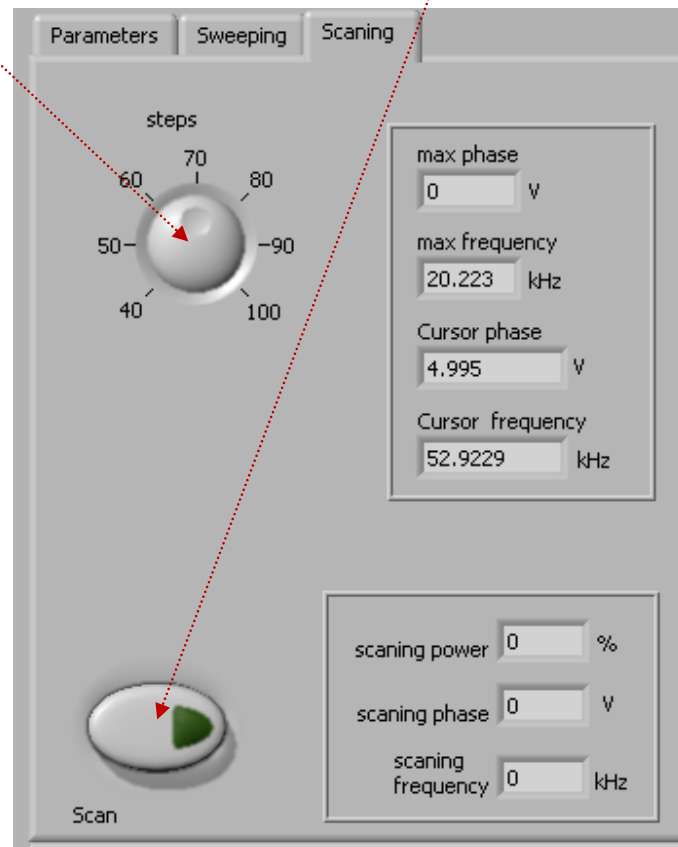 Parameters Sweeping Scaning
steps
70
60 80
50 90
40 100
max phase
0 V
max frequency
20.223 kHz
Cursor phase
4.995 V
Cursor frequency
52.9229 kHz
scaning power 0 %
scaning phase 0 V
scaning
frequency 0 kHz
Scan